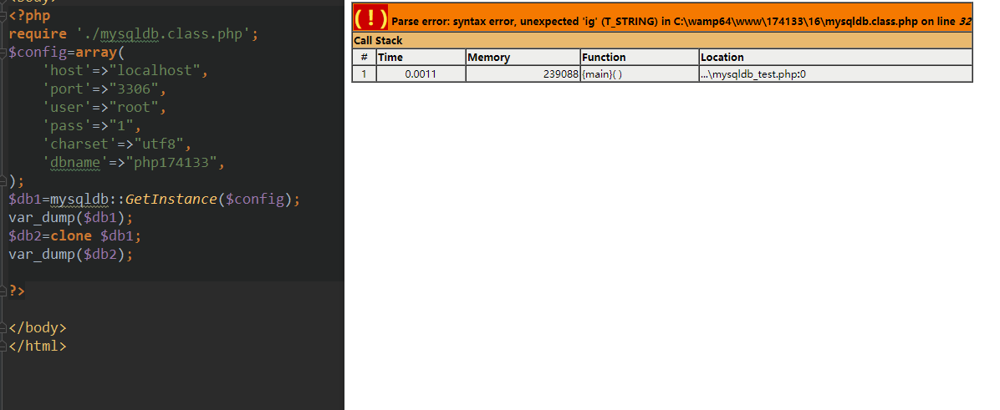 <body>
<?php
require './mysqldb.class.php';
$config=array(
'host'=>"localhost",
'port'=>"3306",
'user'=>"root",
'pass'=>"1",
'charset'=>"utf8",
'dbname'=>"php174133",
);
$db1=mysqldb::GetInstance($config);
var_dump($db1);
$db2=clone $db1;
var_dump($db2);
?>
</body>
</html>
( ! ) Parse error: syntax error, unexpected 'ig' (T_STRING) in C:\wamp64\www\174133\16\mysqldb.class.php on line 32
Call Stack
# Time Memory Function Location
1 0.0011 239088 {main}( ) ...\mysqldb_test.php:0